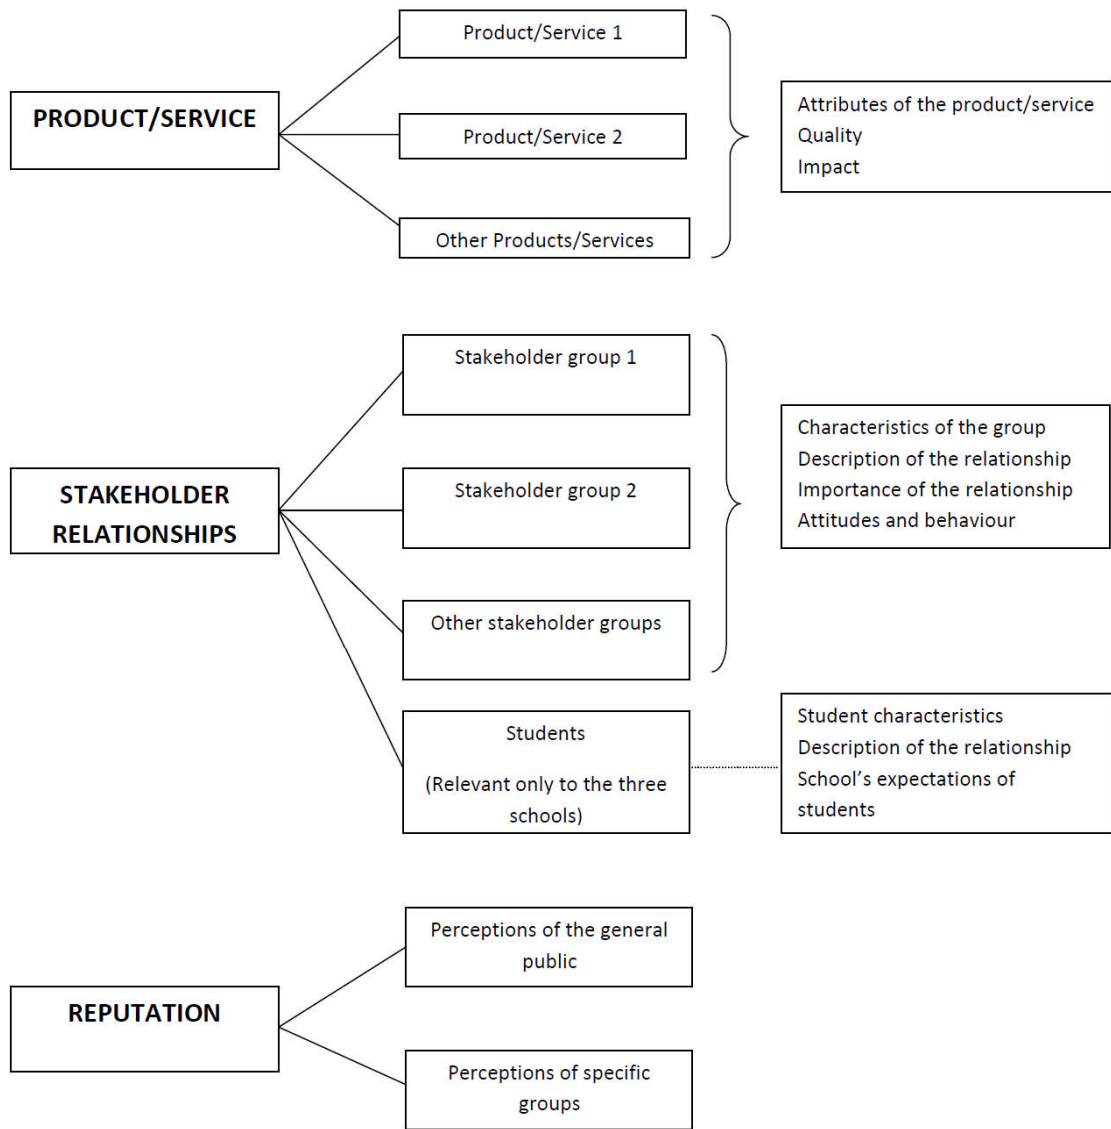 PRODUCT/SERVICE
Product/Service 1
Product/Service 2
Other Products/Services
Attributes of the product/service
Quality
Impact
STAKEHOLDER
RELATIONSHIPS
Stakeholder group 1
Stakeholder group 2
Other stakeholder groups
Characteristics of the group
Description of the relationship
Importance of the relationship
Attitudes and behaviour
Students
(Relevant only to the three
schools)
Student characteristics
Description of the relationship
School’s expectations of
students
REPUTATION
Perceptions of the general
public
Perceptions of specific
groups